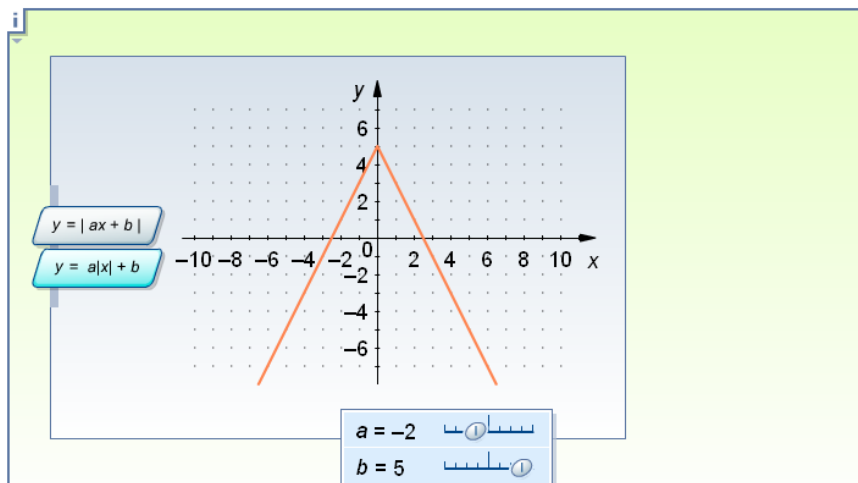 i
y
6
4
2
y = | ax + b |
y = a|x| + b
–10 –8 –6 –4 –2 0 2 4 6 8 10 x
–2
–4
–6
a = –2
b = 5